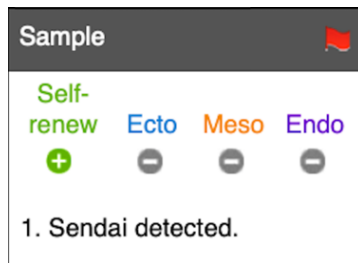 Sample
Self-
renew Ecto Meso Endo
1. Sendai detected.